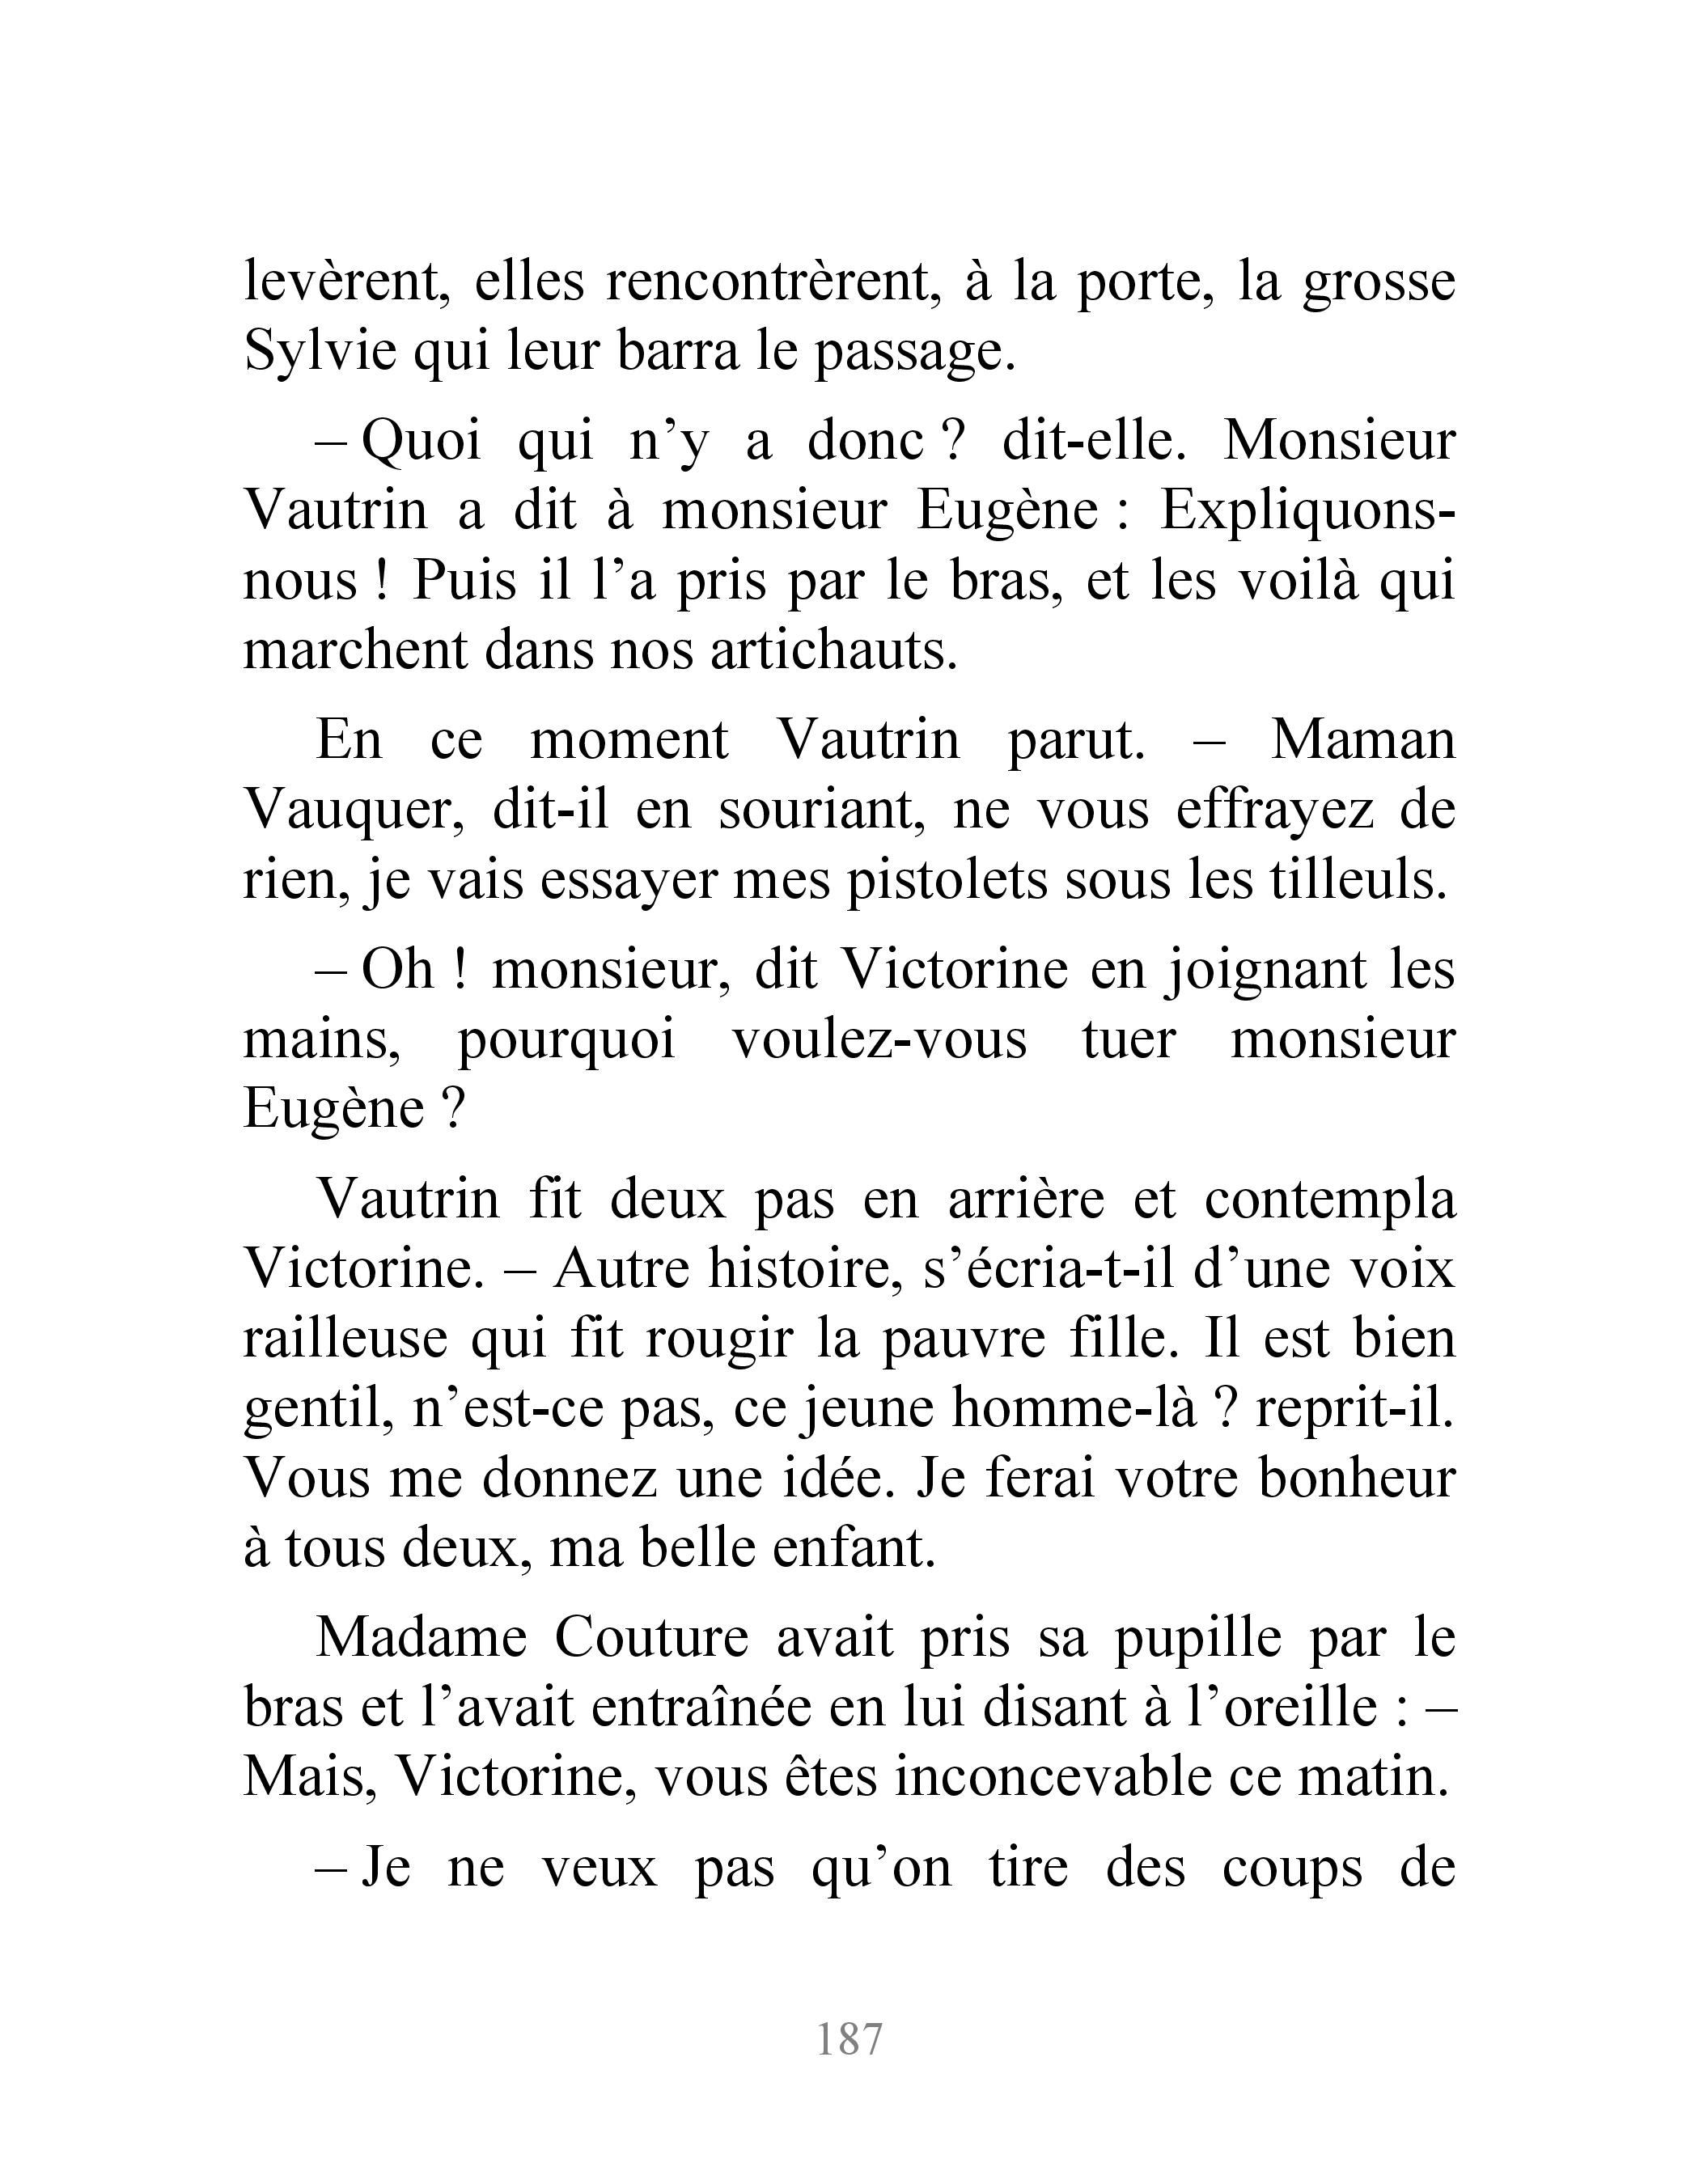 levèrent, elles rencontrèrent, à la porte, la grosse
Sylvie qui leur barra le passage.
– Quoi qui n’y a donc ? dit-elle. Monsieur
Vautrin a dit à monsieur Eugène : Expliquons-
nous ! Puis il l’a pris par le bras, et les voilà qui
marchent dans nos artichauts.
En ce moment Vautrin parut. – Maman
Vauquer, dit-il en souriant, ne vous effrayez de
rien, je vais essayer mes pistolets sous les tilleuls.
– Oh ! monsieur, dit Victorine en joignant les
mains, pourquoi voulez-vous tuer monsieur
Eugène ?
Vautrin fit deux pas en arrière et contempla
Victorine. – Autre histoire, s’écria-t-il d’une voix
railleuse qui fit rougir la pauvre fille. Il est bien
gentil, n’est-ce pas, ce jeune homme-là ? reprit-il.
Vous me donnez une idée. Je ferai votre bonheur
à tous deux, ma belle enfant.
Madame Couture avait pris sa pupille par le
bras et l’avait entraînée en lui disant à l’oreille : –
Mais, Victorine, vous êtes inconcevable ce matin.
– Je ne veux pas qu’on tire des coups de
187